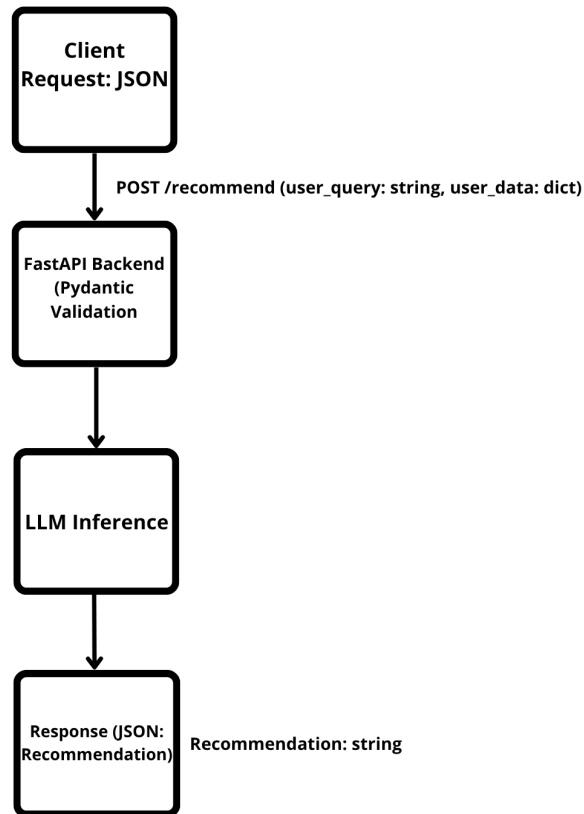 Client
Request: JSON
POST /recommend (user_query: string, user_data: dict)
FastAPI Backend
(Pydantic
Validation
LLM Inference
Response (JSON:
Recommendation)
Recommendation: string